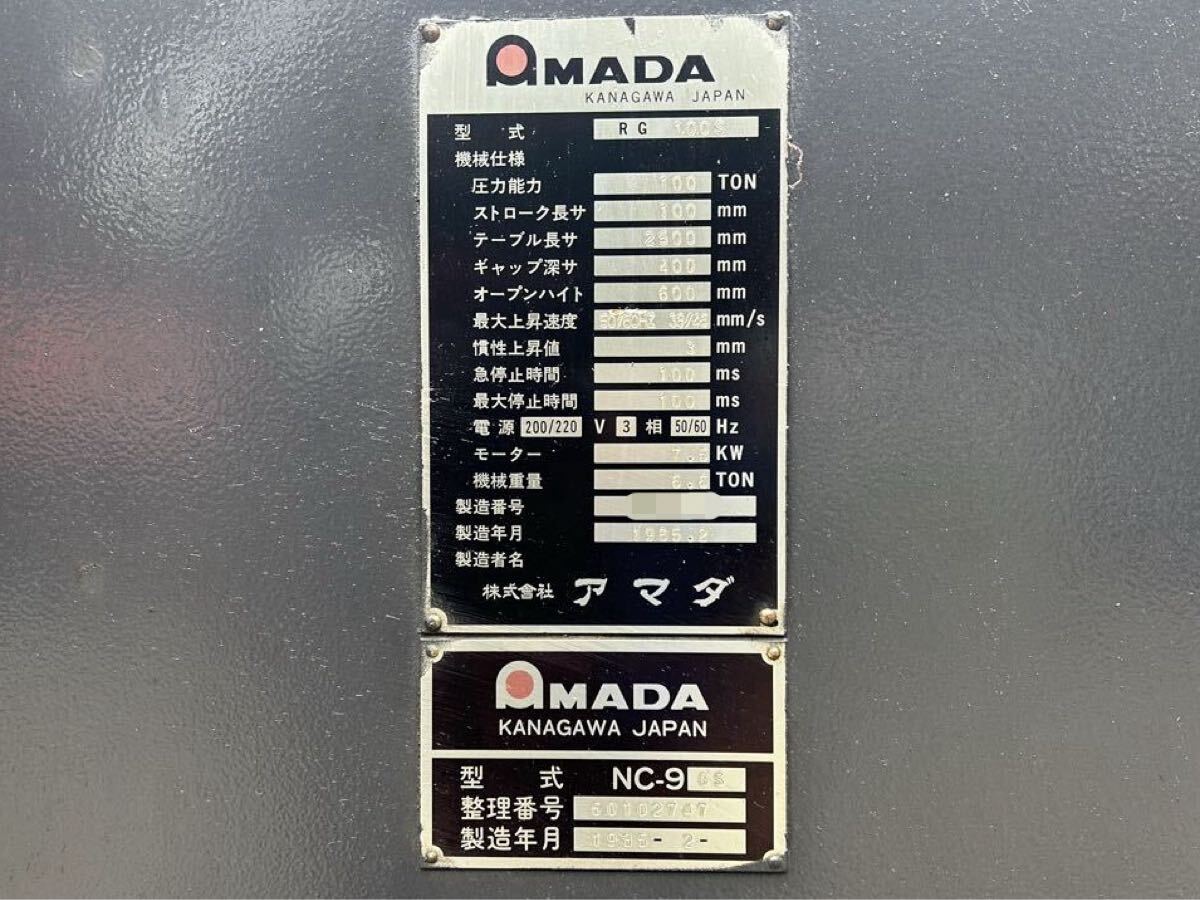 AMADA
KANAGAWA JAPAN
型式 RG 100S
機械仕様
圧力能力 100 TON
ストローク長サ 100 mm
テーブル長サ mm
ギャップ深サ 400 mm
オープンハイト 600 mm
最大上昇速度 50/60HZ mm/s
慣性上昇値 3 mm
急停止時間 100 ms
最大停止時間 100 ms
電源 200/220 V 3 相 50/60 Hz
モーター 7.5 KW
機械重量 TON
製造番号
製造年月
製造者名
株式會社 アマダ
AMADA
KANAGAWA JAPAN
型式 NC-9
整理番号
製造年月